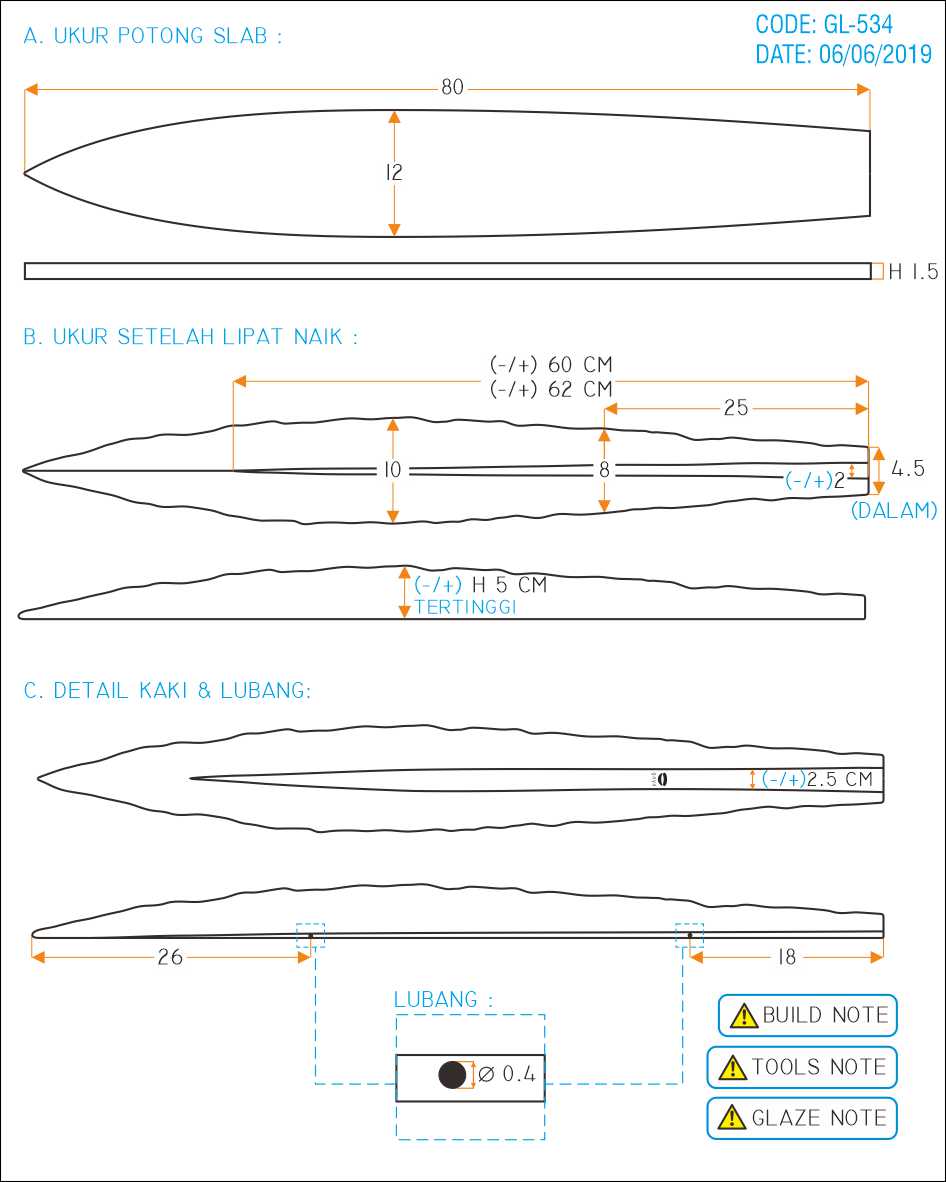 A. UKUR POTONG SLAB :
CODE: GL-534
DATE: 06/06/2019
80
12
H 1.5
B. UKUR SETELAH LIPAT NAIK :
(-/+) 60 CM
(-/+) 62 CM
25
10
8
4.5
(-/+)2
(DALAM)
(-/+) H 5 CM
TERTINGGI
C. DETAIL KAKI & LUBANG:
(-/+)2.5 CM
26
18
LUBANG :
Ø 0.4
BUILD NOTE
TOOLS NOTE
GLAZE NOTE